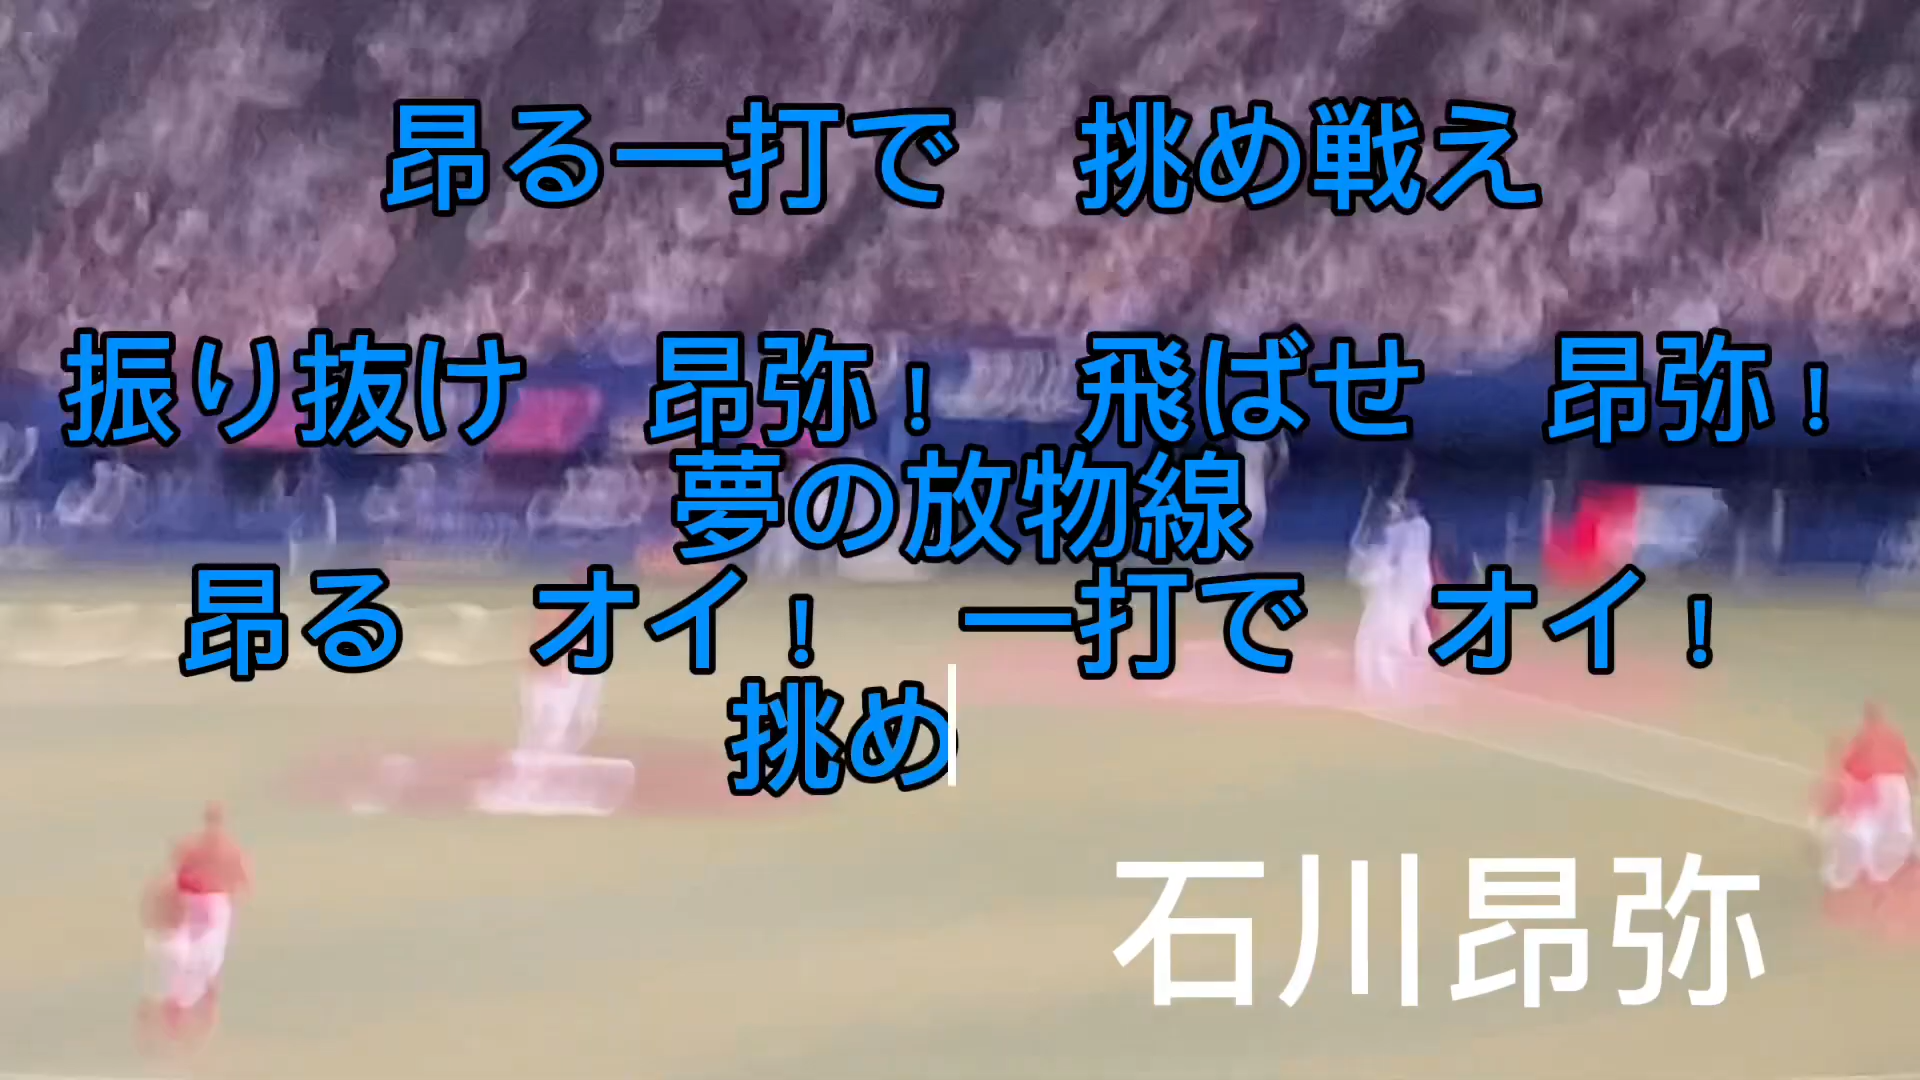 昂る一打で　挑め戦え
振り抜け　昂弥！　飛ばせ　昂弥！
夢の放物線
昂る　オイ！　一打で　オイ！
挑め
石川昂弥